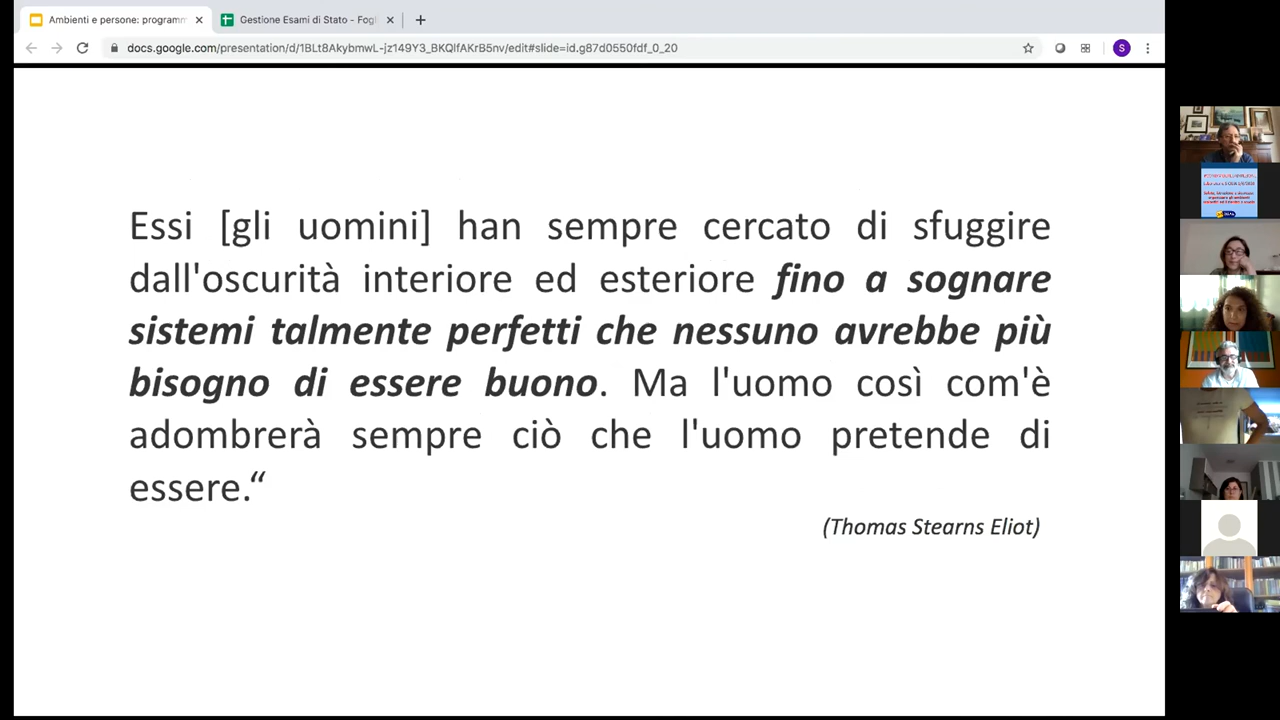 Ambienti e persone: programm
Gestione Esami di Stato - Fogl
docs.google.com/presentation/d/1BLt8AkybmwL-jz149Y3_BKQIfAKrB5nv/edit#slide=id.g87d0550fdf_0_20
S
Essi [gli uomini] han sempre cercato di sfuggire
dall'oscurità interiore ed esteriore fino a sognare
sistemi talmente perfetti che nessuno avrebbe più
bisogno di essere buono. Ma l'uomo così com'è
adombrerà sempre ciò che l'uomo pretende di
essere.“
(Thomas Stearns Eliot)